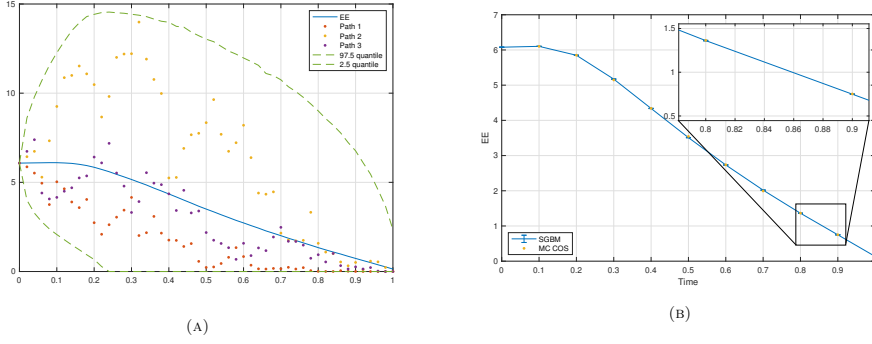 15
10
5
0
0 0.1 0.2 0.3 0.4 0.5 0.6 0.7 0.8 0.9 1
EE
Path 1
Path 2
Path 3
97.5 quantile
2.5 quantile
(A)
7
6
5
4
3
2
1
0
EE
0 0.1 0.2 0.3 0.4 0.5 0.6 0.7 0.8 0.9
Time
SGBM
MC COS
1.5
1
0.5
0.8 0.82 0.84 0.86 0.88 0.9 0.9
(B)